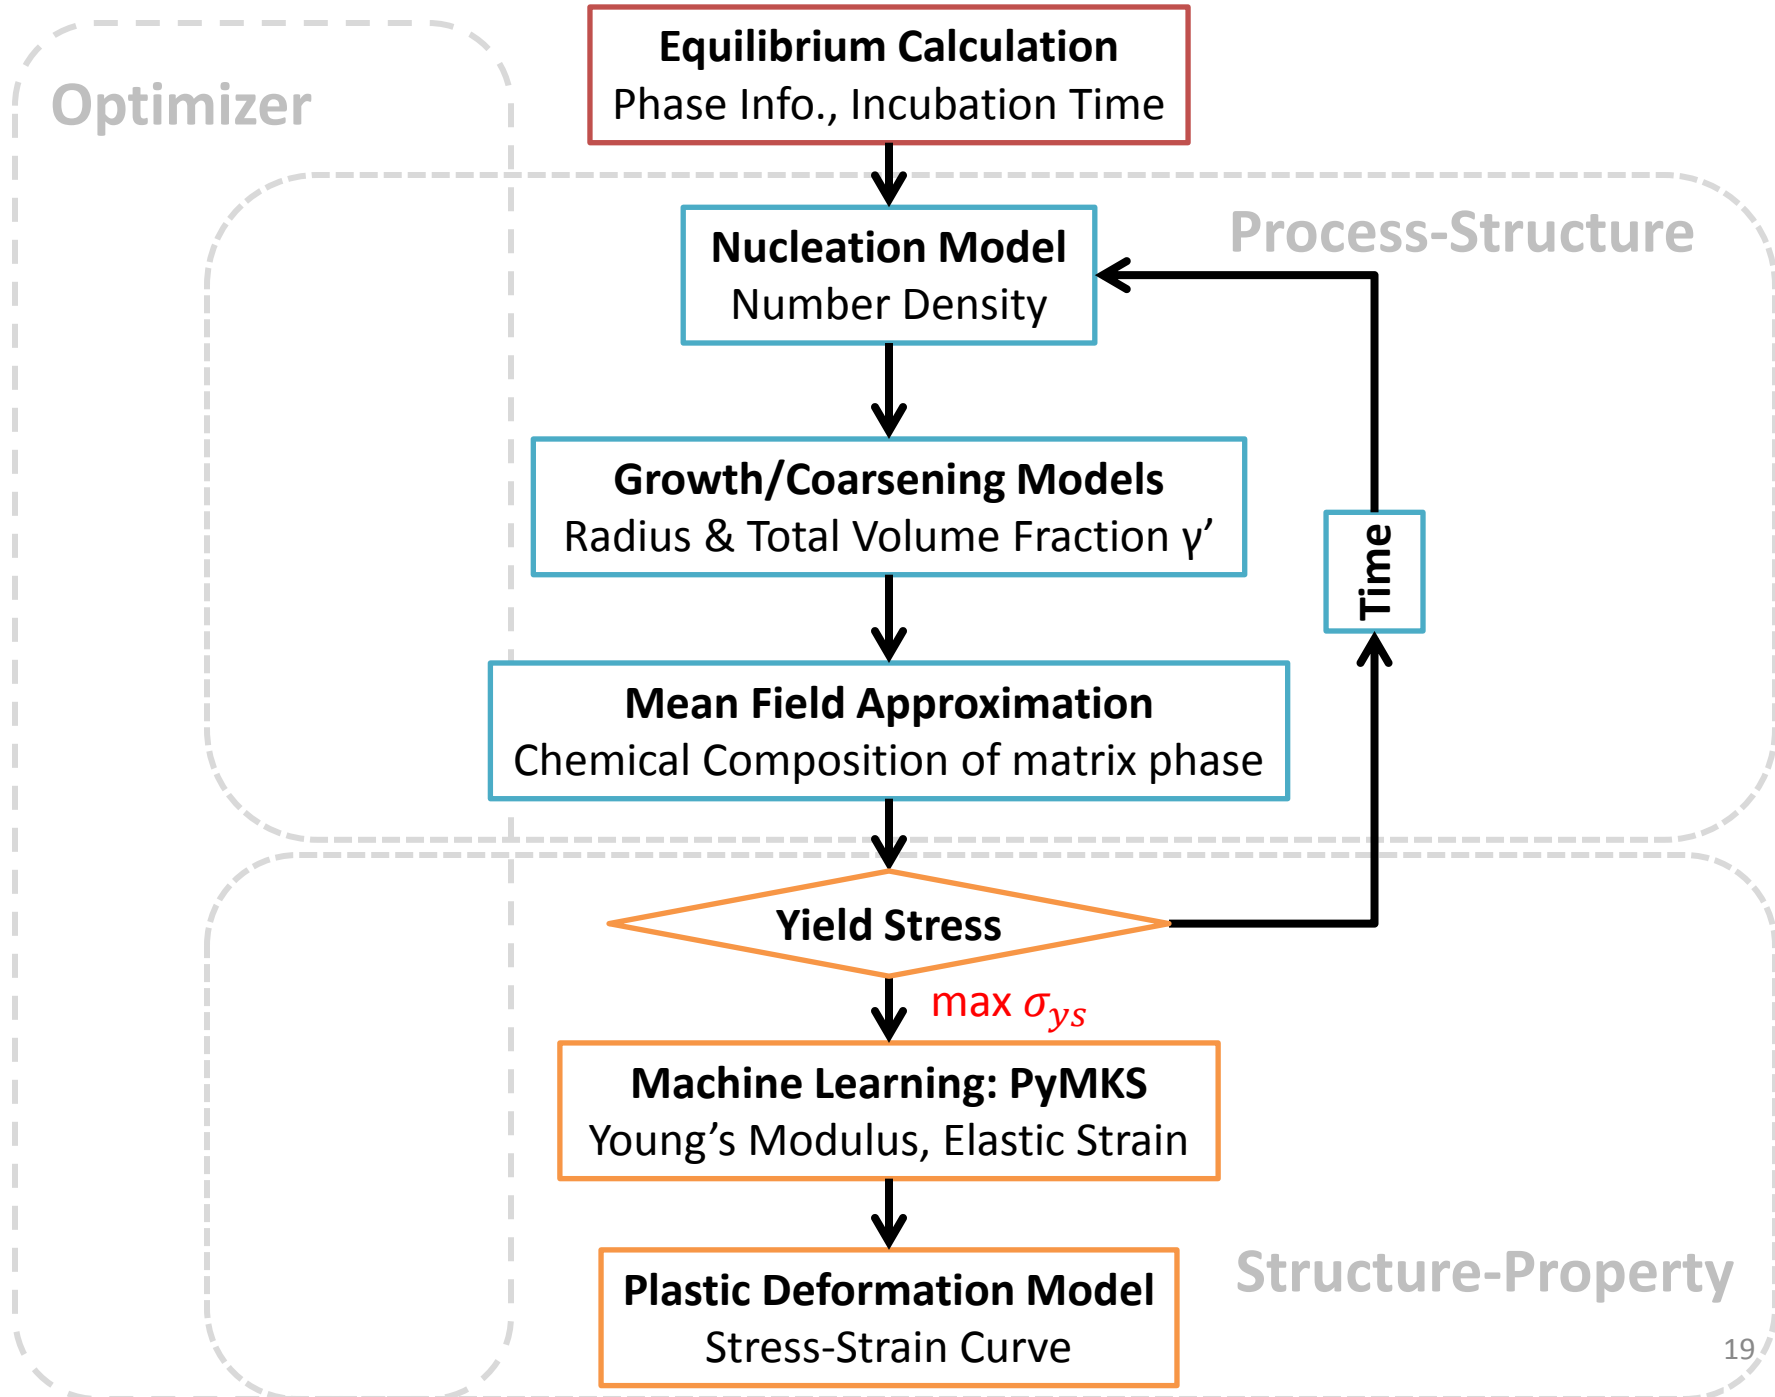 Equilibrium Calculation
Phase Info., Incubation Time
Optimizer
Process-Structure
Nucleation Model
Number Density
Growth/Coarsening Models
Radius & Total Volume Fraction γ’
Time
Mean Field Approximation
Chemical Composition of matrix phase
Yield Stress
max σ_ys
Machine Learning: PyMKS
Young’s Modulus, Elastic Strain
Structure-Property
Plastic Deformation Model
Stress-Strain Curve
19